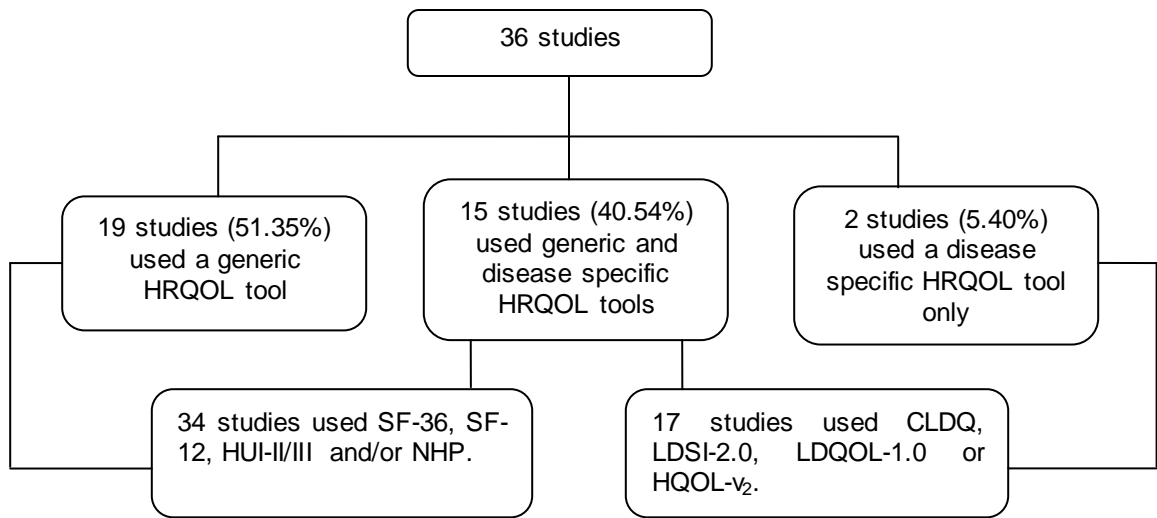 36 studies
19 studies (51.35%)
used a generic
HRQOL tool
15 studies (40.54%)
used generic and
disease specific
HRQOL tools
2 studies (5.40%)
used a disease
specific HRQOL tool
only
34 studies used SF-36, SF-
12, HUI-II/III and/or NHP.
17 studies used CLDQ,
LDSI-2.0, LDQOL-1.0 or
HQOL-v₂.